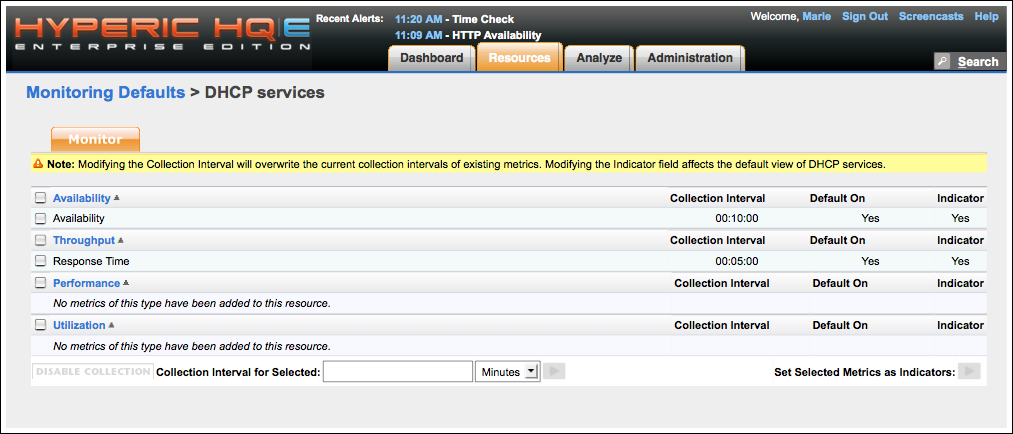 HYPERIC HQE
ENTERPRISE EDITION
Recent Alerts: 11:20 AM - Time Check
11:09 AM - HTTP Availability
Welcome, Marie Sign Out Screencasts Help
Dashboard Resources Analyze Administration
Search
Monitoring Defaults > DHCP services
Monitor
Note: Modifying the Collection Interval will overwrite the current collection intervals of existing metrics. Modifying the Indicator field affects the default view of DHCP services.
Availability Collection Interval Default On Indicator
Availability 00:10:00 Yes Yes
Throughput Collection Interval Default On Indicator
Response Time 00:05:00 Yes Yes
Performance Collection Interval Default On Indicator
No metrics of this type have been added to this resource.
Utilization Collection Interval Default On Indicator
No metrics of this type have been added to this resource.
DISABLE COLLECTION Collection Interval for Selected: Minutes Set Selected Metrics as Indicators: